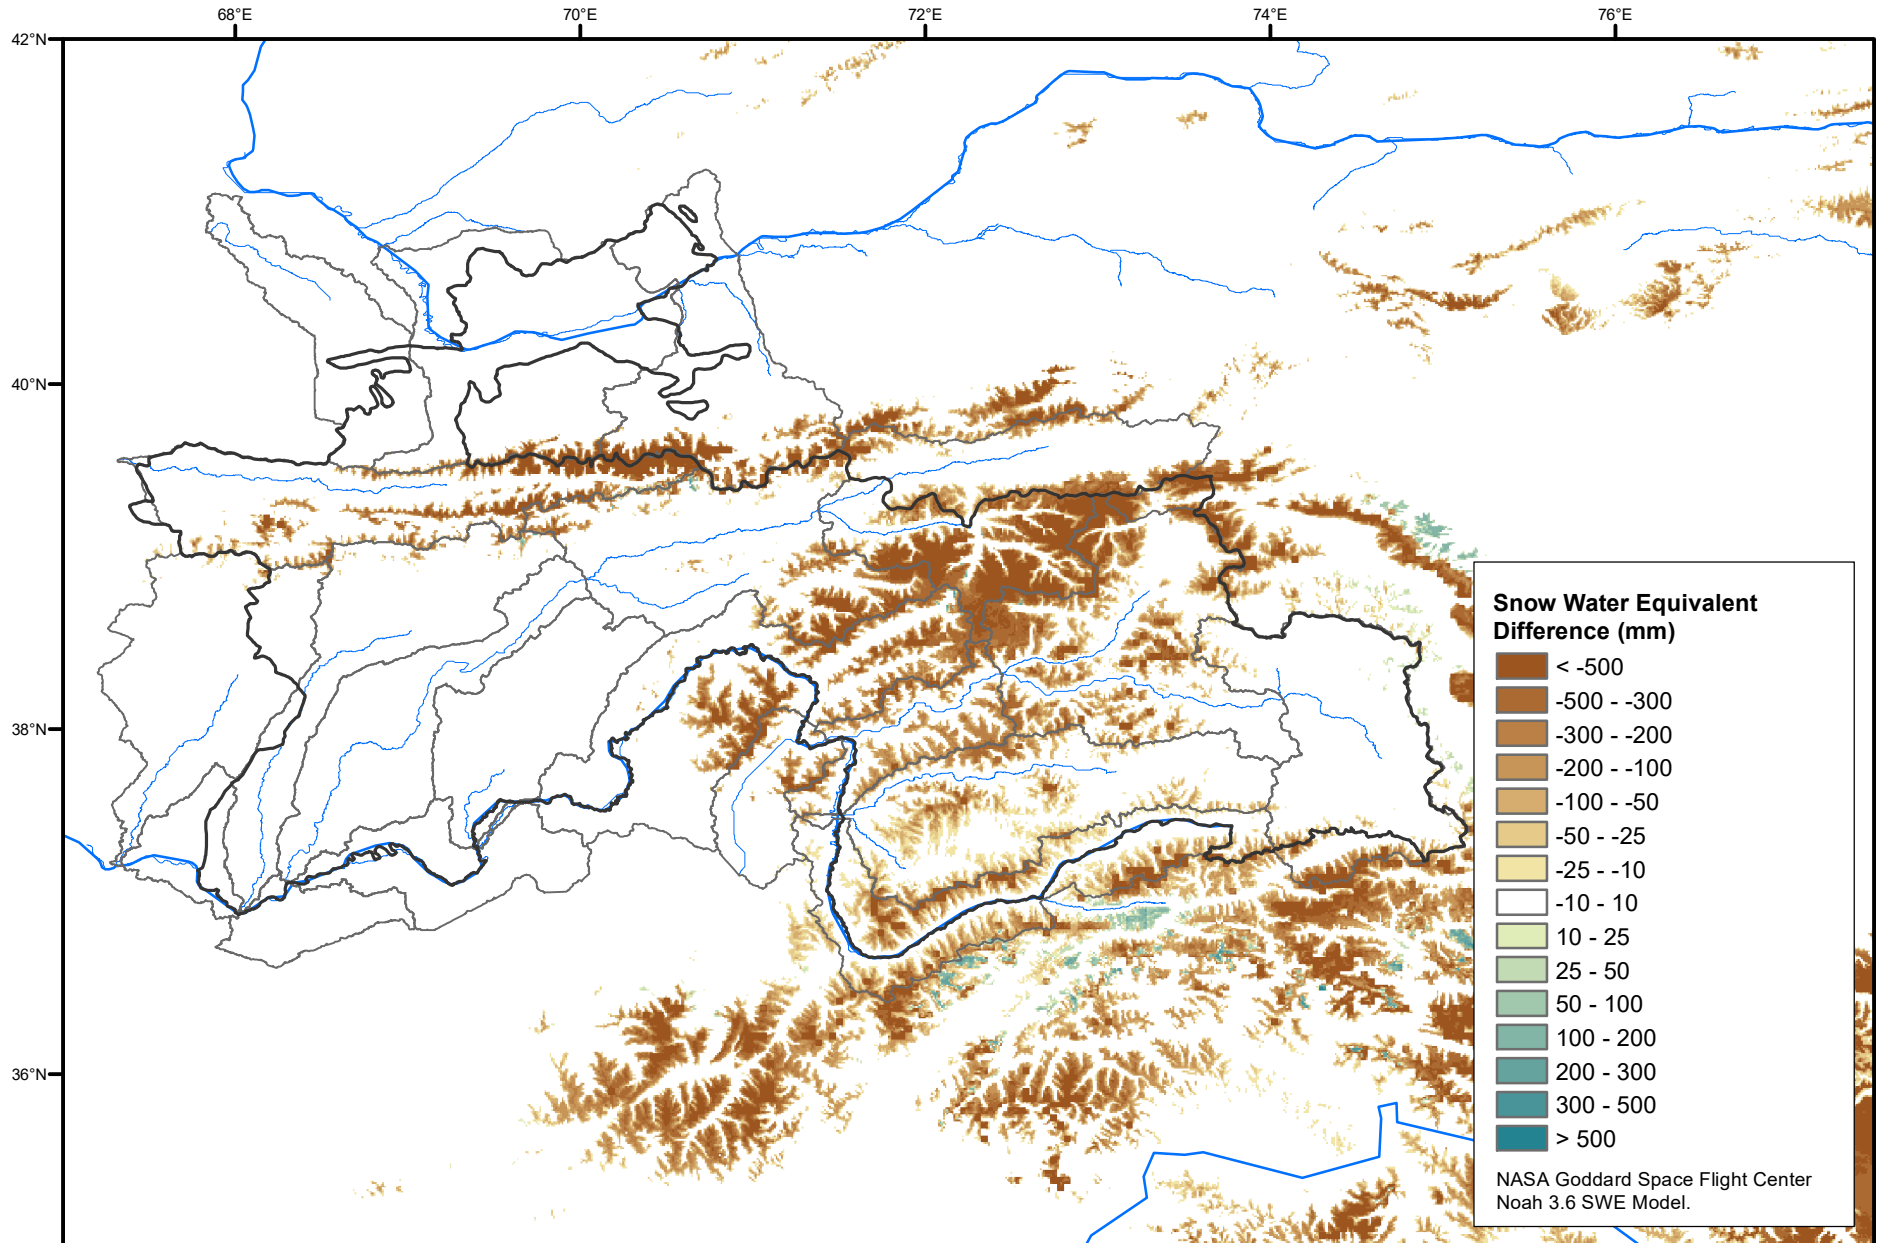 68°E 70°E 72°E 74°E 76°E
42°N
40°N
38°N
36°N
Snow Water Equivalent
Difference (mm)
< -500
-500 - -300
-300 - -200
-200 - -100
-100 - -50
-50 - -25
-25 - -10
-10 - 10
10 - 25
25 - 50
50 - 100
100 - 200
200 - 300
300 - 500
> 500
NASA Goddard Space Flight Center
Noah 3.6 SWE Model.